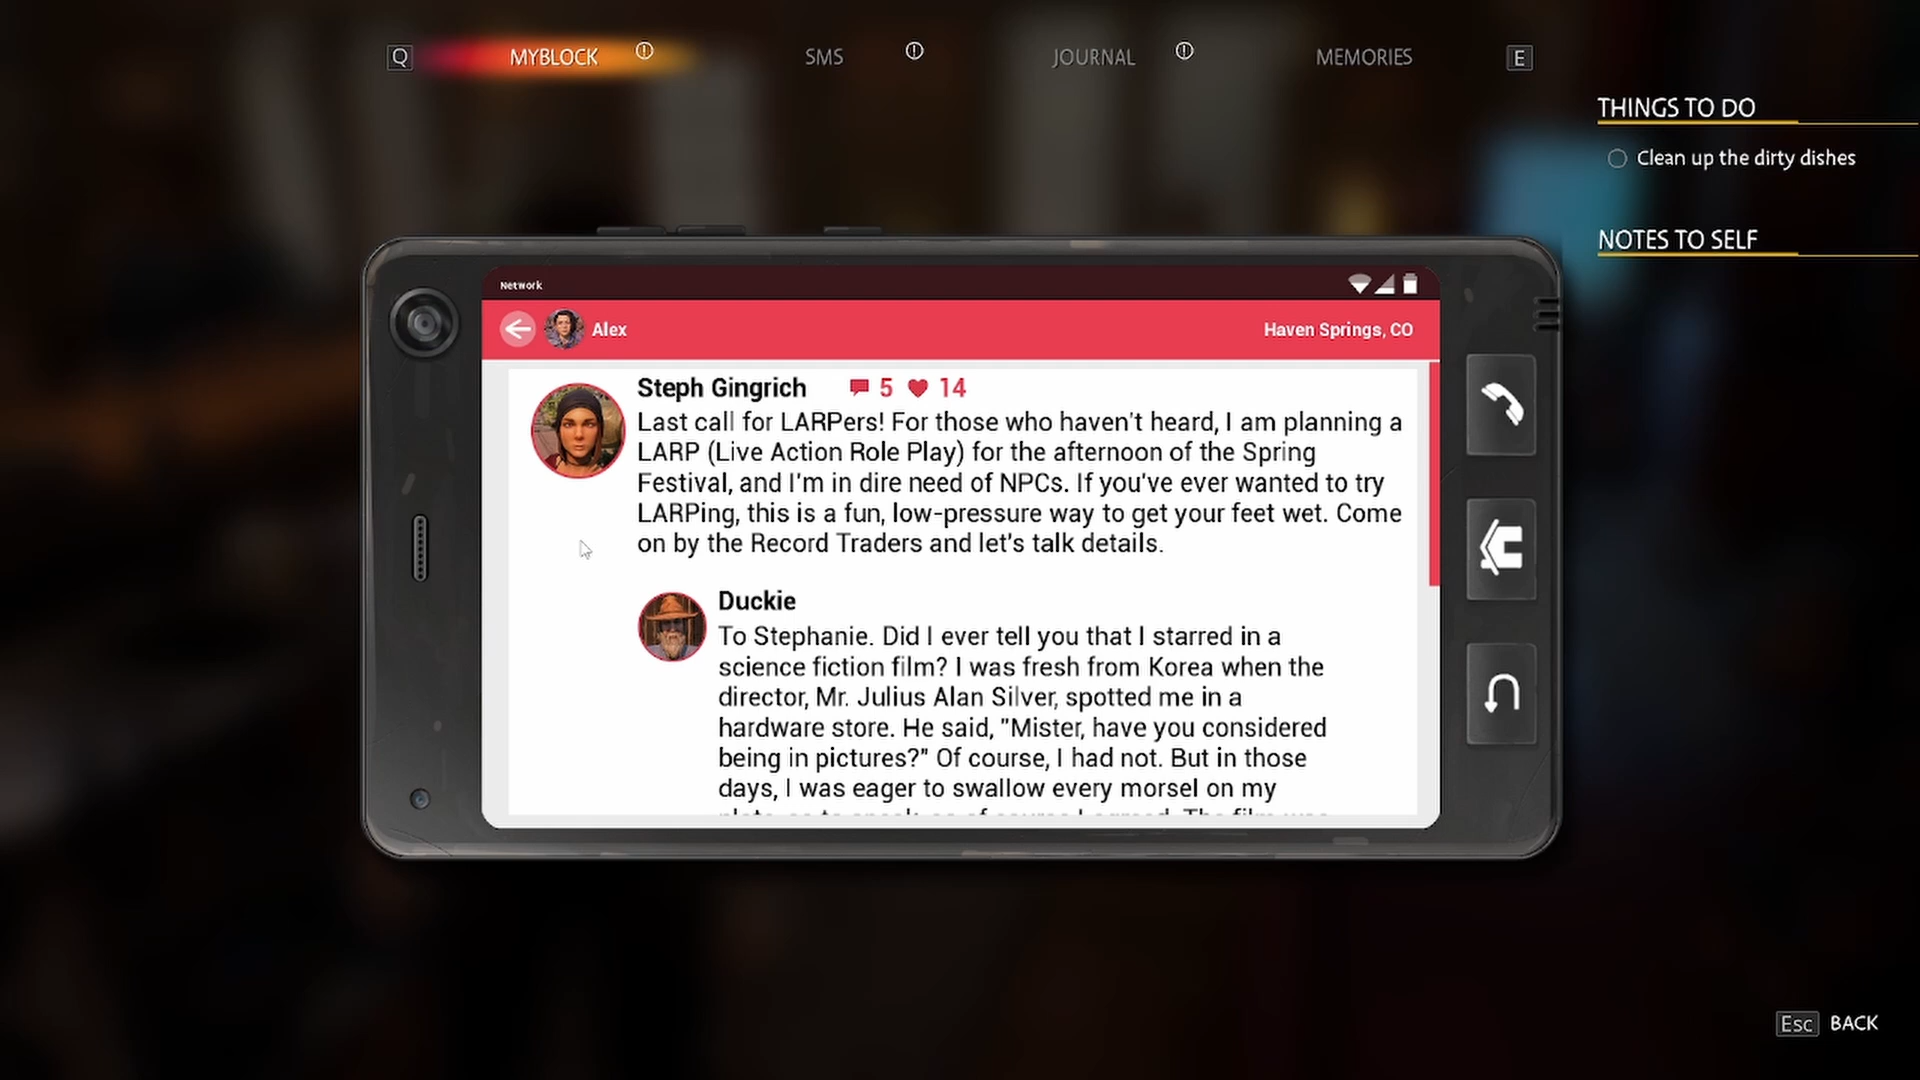 Q MYBLOCK SMS JOURNAL MEMORIES E
THINGS TO DO
Clean up the dirty dishes
NOTES TO SELF
Network
Alex Haven Springs, CO
Steph Gingrich 5 14
Last call for LARPers! For those who haven't heard, I am planning a
LARP (Live Action Role Play) for the afternoon of the Spring
Festival, and I'm in dire need of NPCs. If you've ever wanted to try
LARPing, this is a fun, low-pressure way to get your feet wet. Come
on by the Record Traders and let's talk details.
Duckie
To Stephanie. Did I ever tell you that I starred in a
science fiction film? I was fresh from Korea when the
director, Mr. Julius Alan Silver, spotted me in a
hardware store. He said, "Mister, have you considered
being in pictures?" Of course, I had not. But in those
days, I was eager to swallow every morsel on my
Esc BACK